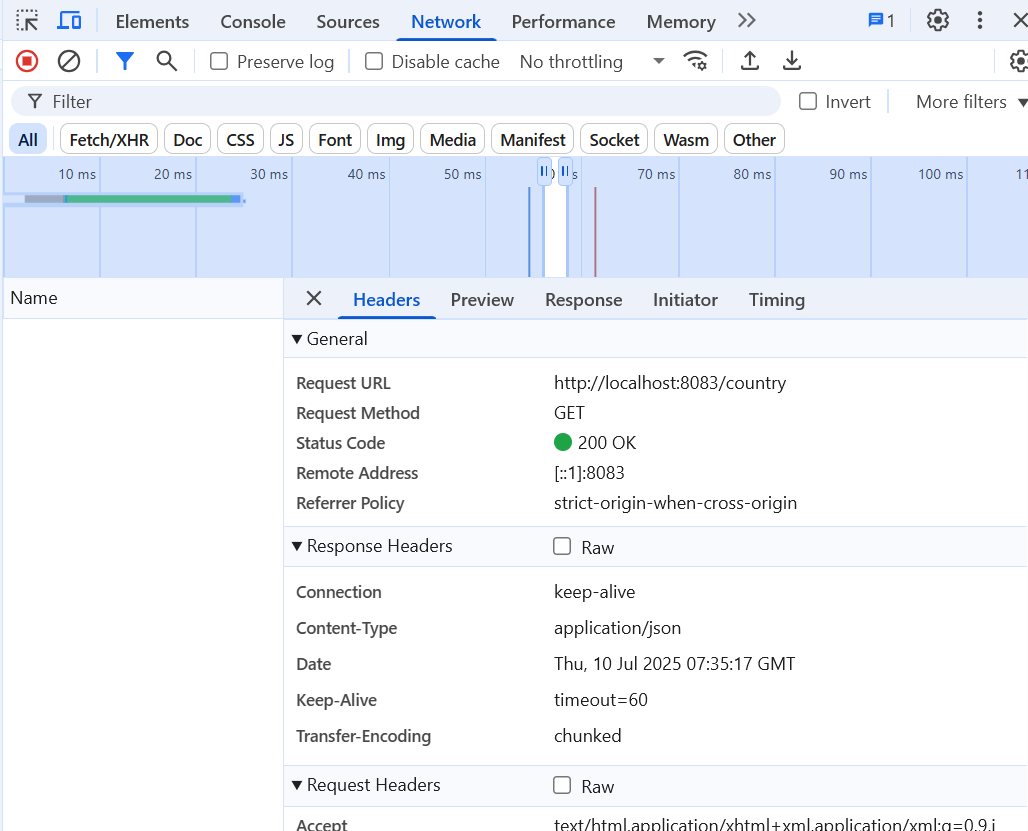 Elements Console Sources Network Performance Memory 1
Preserve log Disable cache No throttling
Filter Invert More filters
All Fetch/XHR Doc CSS JS Font Img Media Manifest Socket Wasm Other
10 ms 20 ms 30 ms 40 ms 50 ms 70 ms 80 ms 90 ms 100 ms
Name Headers Preview Response Initiator Timing
General
Request URL http://localhost:8083/country
Request Method GET
Status Code 200 OK
Remote Address [::1]:8083
Referrer Policy strict-origin-when-cross-origin
Response Headers Raw
Connection keep-alive
Content-Type application/json
Date Thu, 10 Jul 2025 07:35:17 GMT
Keep-Alive timeout=60
Transfer-Encoding chunked
Request Headers Raw
Accept text/html,application/xhtml+xml,application/xml;q=0.9,i